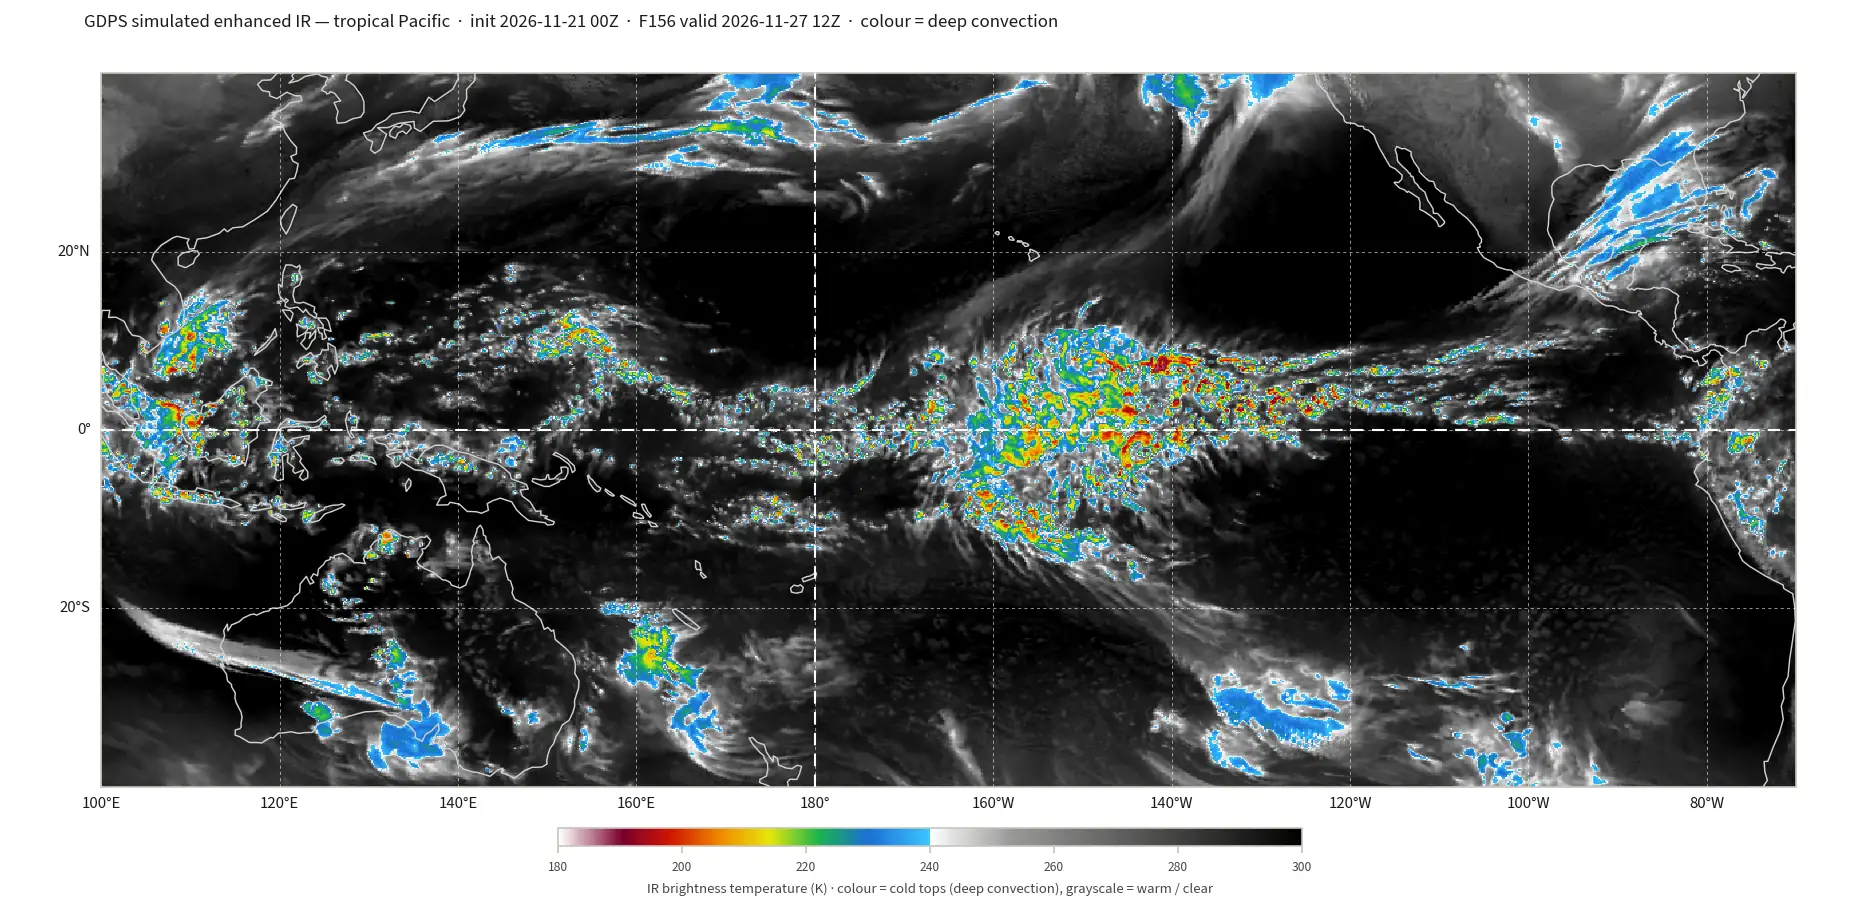 GDPS simulated enhanced IR — tropical Pacific · init 2026-11-21 00Z · F156 valid 2026-11-27 12Z · colour = deep convection
20°N
0°
20°S
100°E 120°E 140°E 160°E 180° 160°W 140°W 120°W 100°W 80°W
180 200 220 240 260 280 300
IR brightness temperature (K) · colour = cold tops (deep convection), grayscale = warm / clear